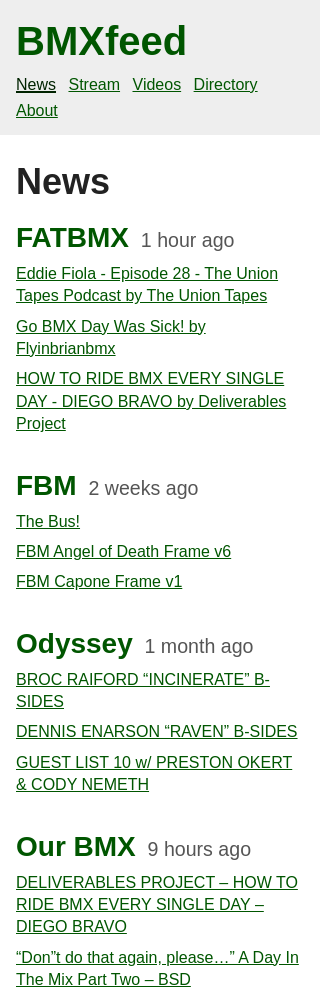 BMXfeed
News Stream Videos Directory
About
News
FATBMX 1 hour ago
Eddie Fiola - Episode 28 - The Union
Tapes Podcast by The Union Tapes
Go BMX Day Was Sick! by
Flyinbrianbmx
HOW TO RIDE BMX EVERY SINGLE
DAY - DIEGO BRAVO by Deliverables
Project
FBM 2 weeks ago
The Bus!
FBM Angel of Death Frame v6
FBM Capone Frame v1
Odyssey 1 month ago
BROC RAIFORD “INCINERATE” B-
SIDES
DENNIS ENARSON “RAVEN” B-SIDES
GUEST LIST 10 w/ PRESTON OKERT
& CODY NEMETH
Our BMX 9 hours ago
DELIVERABLES PROJECT – HOW TO
RIDE BMX EVERY SINGLE DAY –
DIEGO BRAVO
“Don”t do that again, please…” A Day In
The Mix Part Two – BSD